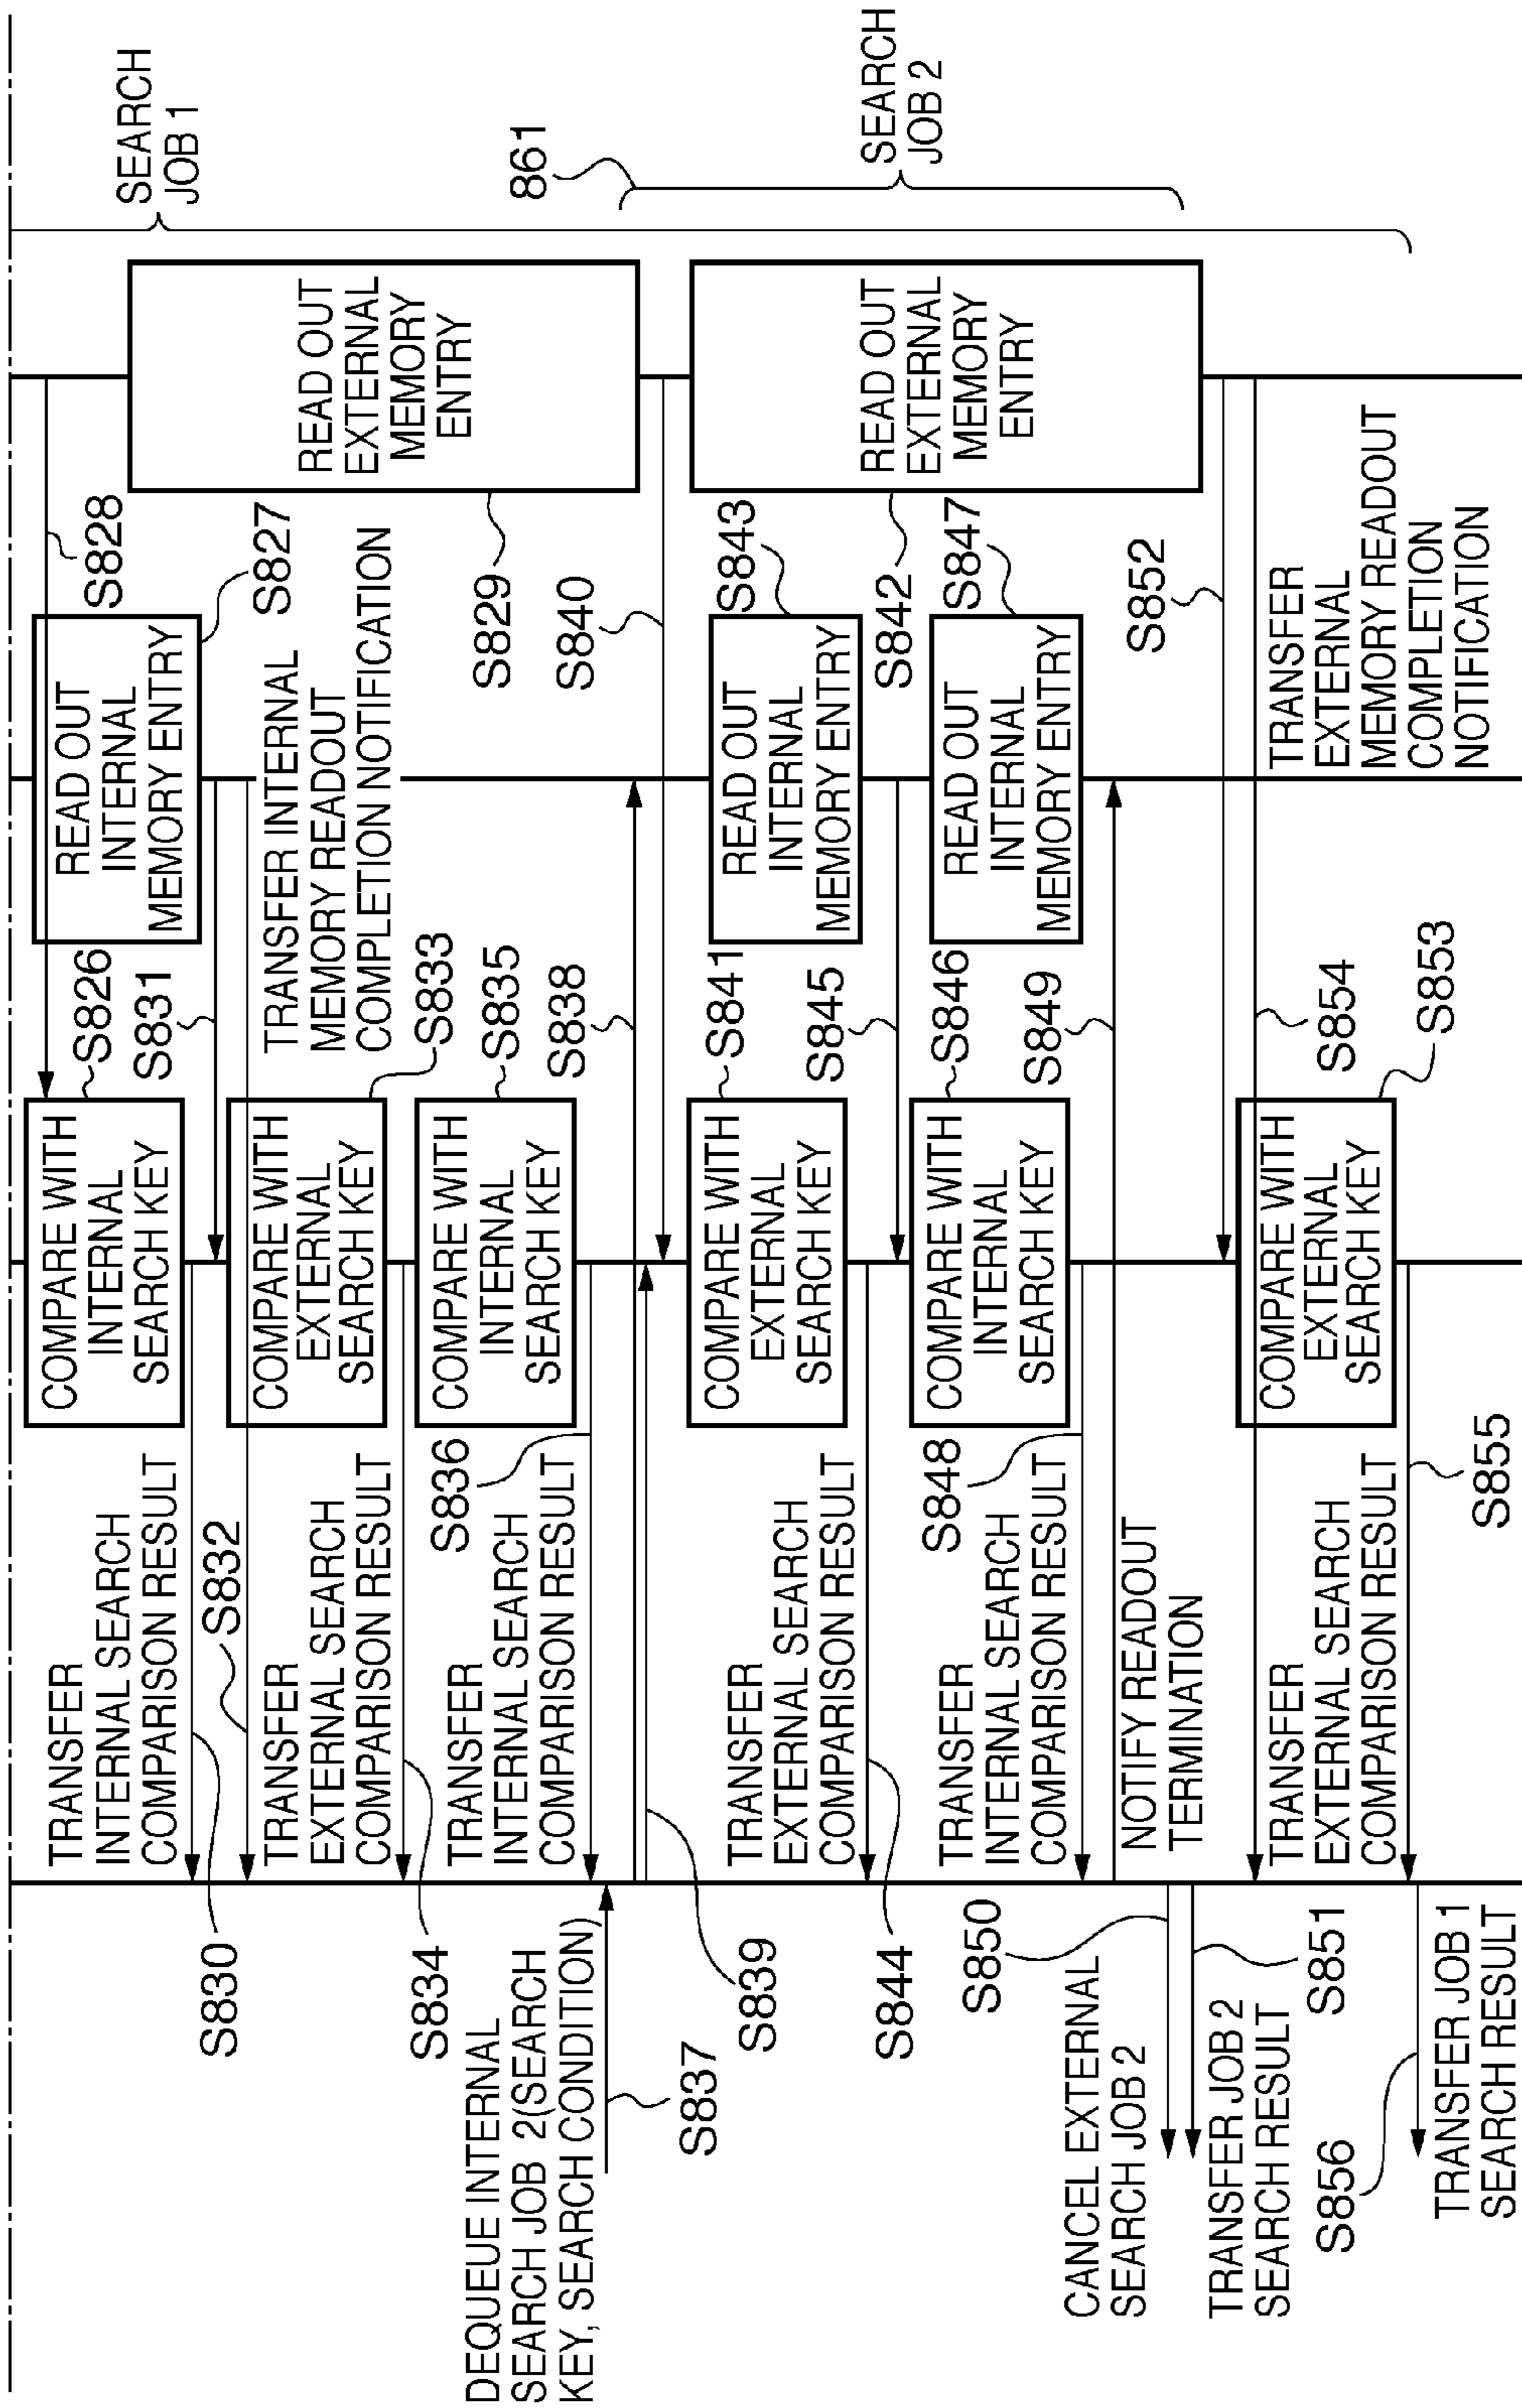 SEARCH
JOB 1
861
SEARCH
JOB 2
READ OUT
EXTERNAL
MEMORY
ENTRY
READ OUT
EXTERNAL
MEMORY
ENTRY
S828
S827
S829
S840
S843
S842
S847
S852
READ OUT
INTERNAL
MEMORY ENTRY
TRANSFER INTERNAL
MEMORY READOUT
COMPLETION NOTIFICATION
READ OUT
INTERNAL
MEMORY ENTRY
READ OUT
INTERNAL
MEMORY ENTRY
TRANSFER
EXTERNAL
MEMORY READOUT
COMPLETION
NOTIFICATION
S826
S831
S833
S835
S838
S841
S845
S846
S849
S854
S853
COMPARE WITH
INTERNAL
SEARCH KEY
COMPARE WITH
EXTERNAL
SEARCH KEY
COMPARE WITH
INTERNAL
SEARCH KEY
COMPARE WITH
EXTERNAL
SEARCH KEY
COMPARE WITH
INTERNAL
SEARCH KEY
COMPARE WITH
EXTERNAL
SEARCH KEY
TRANSFER
INTERNAL SEARCH
COMPARISON RESULT
S832
TRANSFER
EXTERNAL SEARCH
COMPARISON RESULT
S836
TRANSFER
INTERNAL SEARCH
COMPARISON RESULT
TRANSFER
EXTERNAL SEARCH
COMPARISON RESULT
S848
TRANSFER
INTERNAL SEARCH
COMPARISON RESULT
NOTIFY READOUT
TERMINATION
TRANSFER
EXTERNAL SEARCH
COMPARISON RESULT
S855
S830
S834
DEQUEUE INTERNAL
SEARCH JOB 2(SEARCH
KEY, SEARCH CONDITION)
S837
S839
S844
S850
CANCEL EXTERNAL
SEARCH JOB 2
TRANSFER JOB 2
SEARCH RESULT
S851
S856
TRANSFER JOB 1
SEARCH RESULT